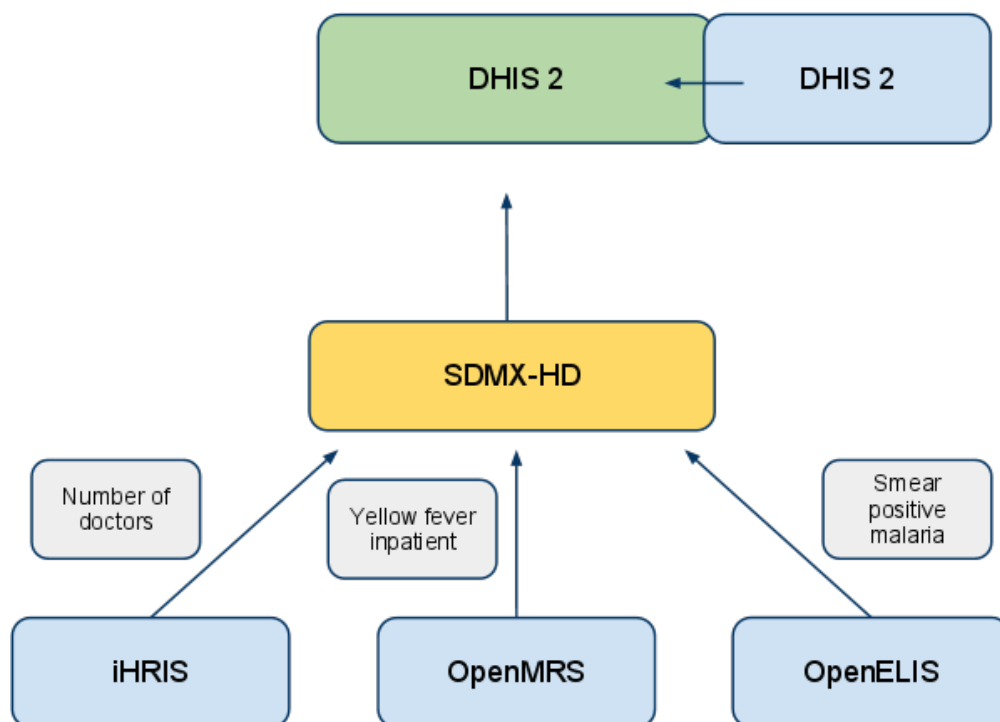 DHIS 2
DHIS 2
SDMX-HD
Number of
doctors
Yellow fever
inpatient
Smear
positive
malaria
iHRIS
OpenMRS
OpenELIS